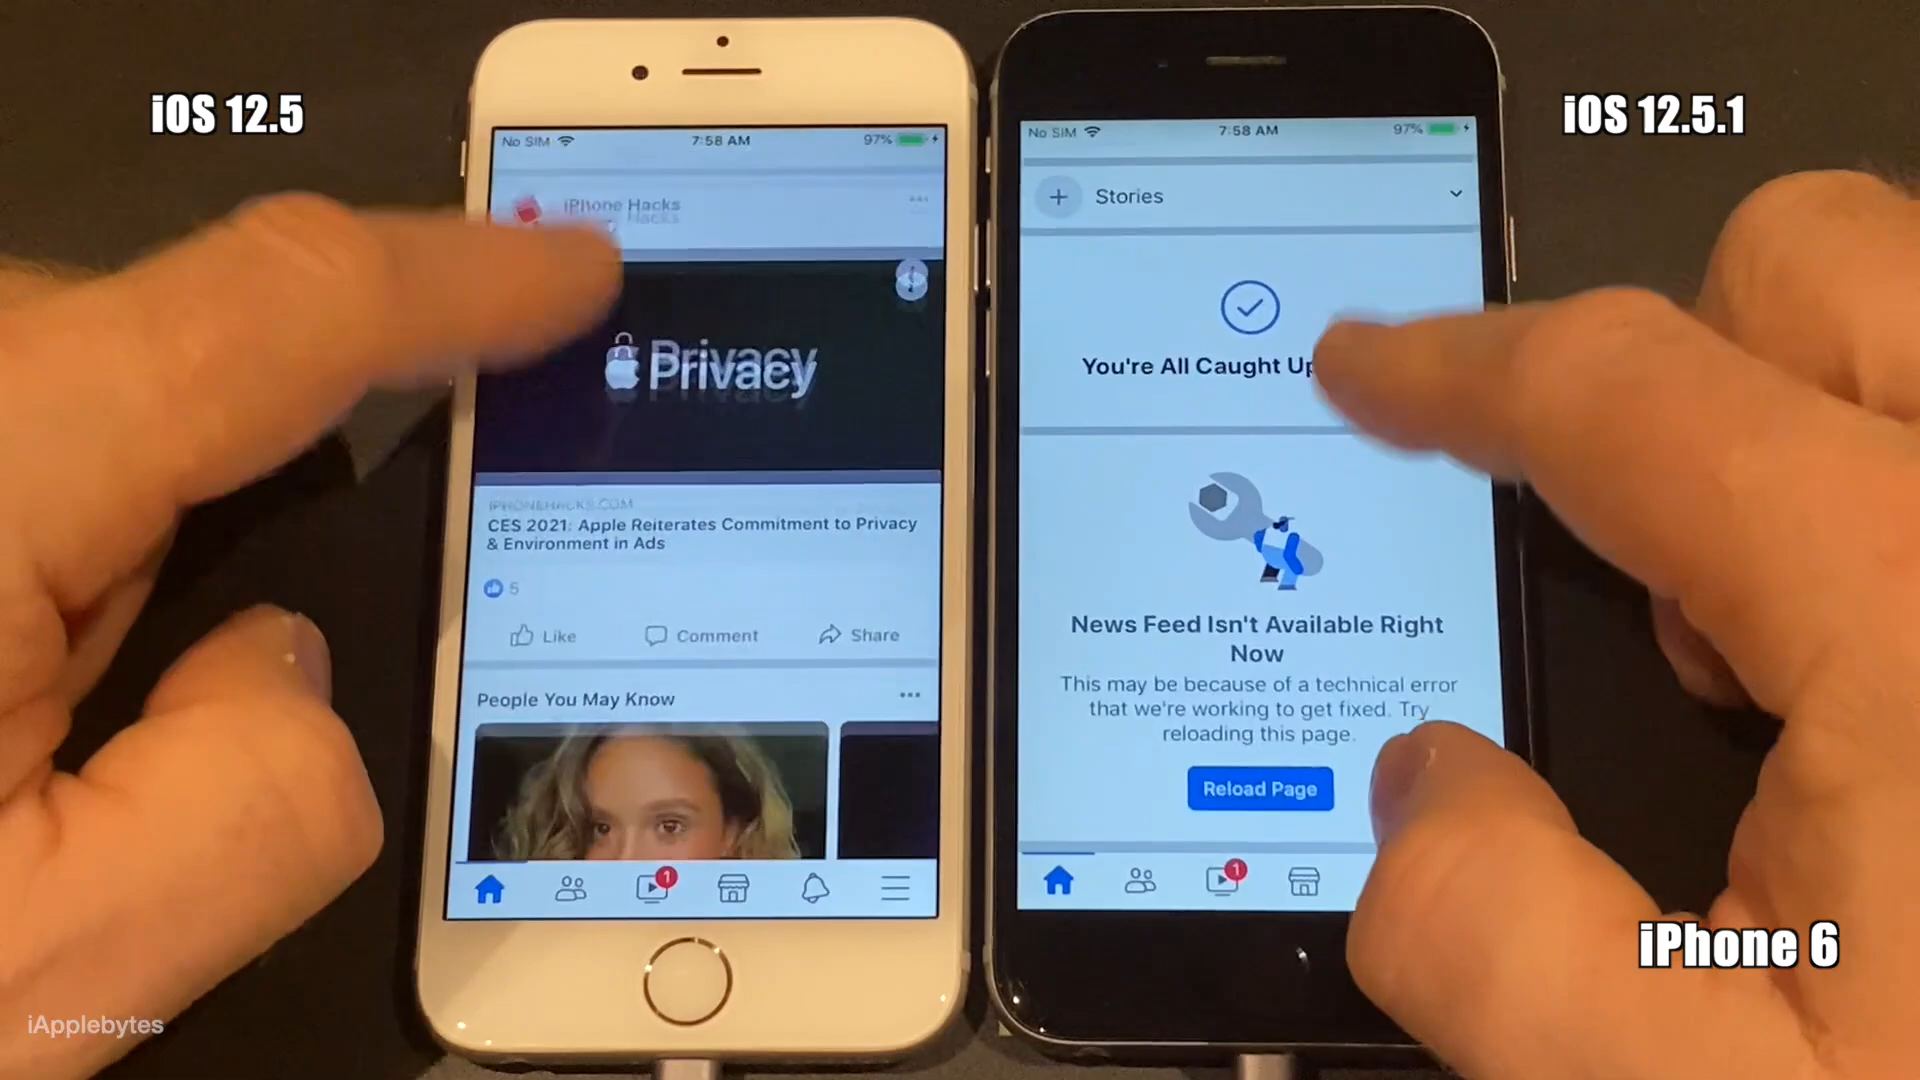 iOS 12.5
iOS 12.5.1
No SIM
7:58 AM
97%
iPhone Hacks
Privacy
IPHONEHACKS.COM
CES 2021: Apple Reiterates Commitment to Privacy
& Environment in Ads
5
Like
Comment
Share
People You May Know
1
No SIM
7:58 AM
97%
Stories
You're All Caught Up
News Feed Isn't Available Right
Now
This may be because of a technical error
that we're working to get fixed. Try
reloading this page.
Reload Page
1
iPhone 6
iApplebytes